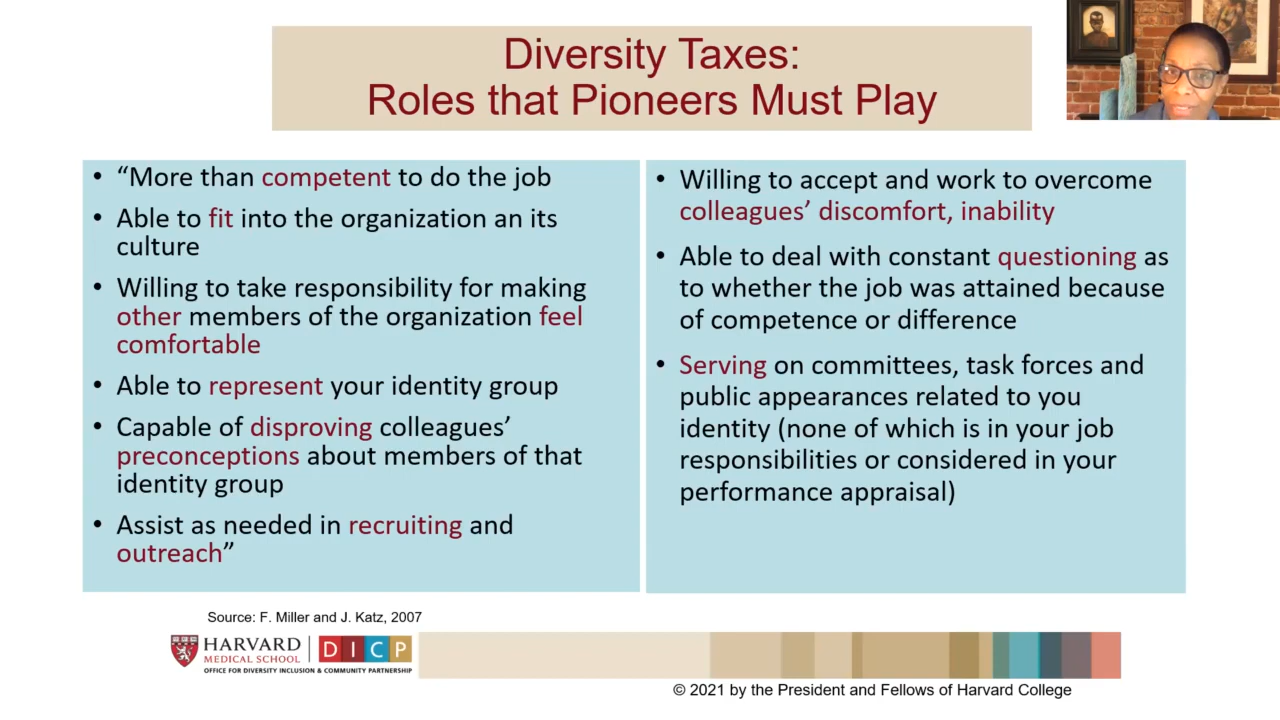 Diversity Taxes:
Roles that Pioneers Must Play
• “More than competent to do the job
• Able to fit into the organization an its
culture
• Willing to take responsibility for making
other members of the organization feel
comfortable
• Able to represent your identity group
• Capable of disproving colleagues’
preconceptions about members of that
identity group
• Assist as needed in recruiting and
outreach”
• Willing to accept and work to overcome
colleagues’ discomfort, inability
• Able to deal with constant questioning as
to whether the job was attained because
of competence or difference
• Serving on committees, task forces and
public appearances related to you
identity (none of which is in your job
responsibilities or considered in your
performance appraisal)
Source: F. Miller and J. Katz, 2007
HARVARD
MEDICAL SCHOOL
DICP
OFFICE FOR DIVERSITY INCLUSION & COMMUNITY PARTNERSHIP
© 2021 by the President and Fellows of Harvard College